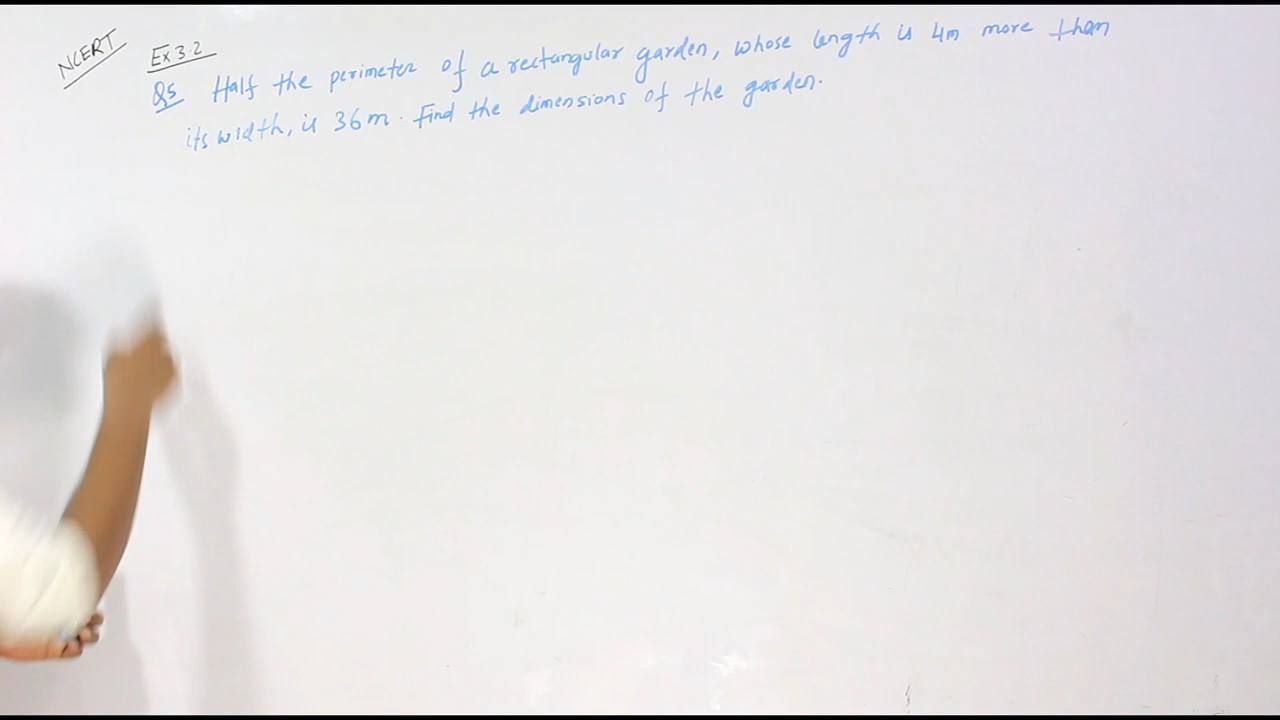 NCERT
Ex 3.2
Q5 Half the perimeter of a rectangular garden, whose length is 4m more than
its width, is 36m. Find the dimensions of the garden.